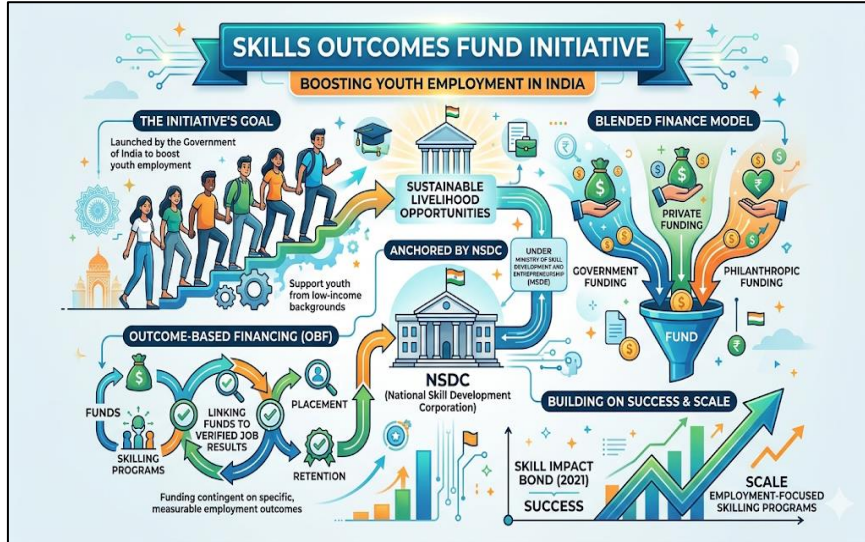 SKILLS OUTCOMES FUND INITIATIVE
BOOSTING YOUTH EMPLOYMENT IN INDIA
THE INITIATIVE'S GOAL
Launched by the Government
of India to boost
youth employment
Support youth
from low-income
backgrounds
SUSTAINABLE
LIVELIHOOD
OPPORTUNITIES
ANCHORED BY NSDC
UNDER
MINISTRY OF SKILL
DEVELOPMENT AND
ENTREPRENEURSHIP
(MSDE)
NSDC
(National Skill Development
Corporation)
BLENDED FINANCE MODEL
₹
$
$
₹
PRIVATE
FUNDING
GOVERNMENT
FUNDING
PHILANTHROPIC
FUNDING
FUND
OUTCOME-BASED FINANCING (OBF)
$
FUNDS
SKILLING
PROGRAMS
LINKING
FUNDS TO
VERIFIED JOB
RESULTS
PLACEMENT
RETENTION
Funding contingent on specific,
measurable employment outcomes
BUILDING ON SUCCESS & SCALE
SKILL IMPACT
BOND (2021)
SUCCESS
SCALE
EMPLOYMENT-FOCUSED
SKILLING PROGRAMS